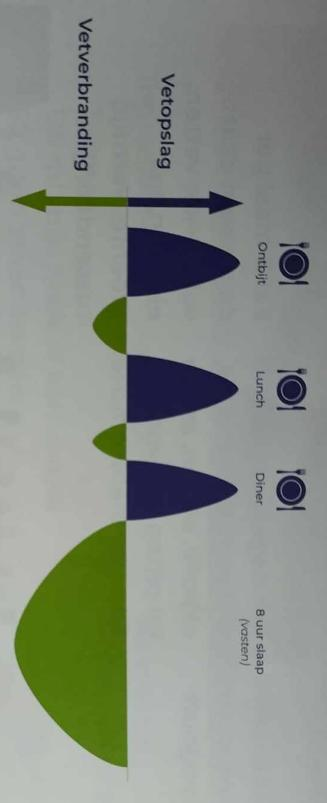 Vetopslag
Vetverbranding
Ontbijt
Lunch
Diner
8 uur slaap
(vasten)